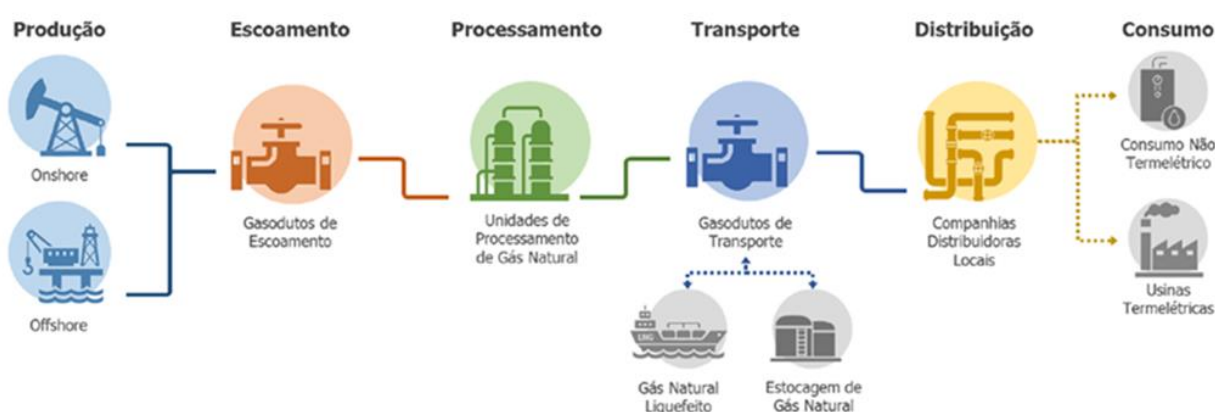 Produção
Escoamento
Processamento
Transporte
Distribuição
Consumo
Onshore
Offshore
Gasodutos de
Escoamento
Unidades de
Processamento
de Gás Natural
Gasodutos de
Transporte
LNG
Gás Natural
Liquefeito
Estocagem de
Gás Natural
Companhias
Distribuidoras
Locais
Consumo Não
Termelétrico
Usinas
Termelétricas